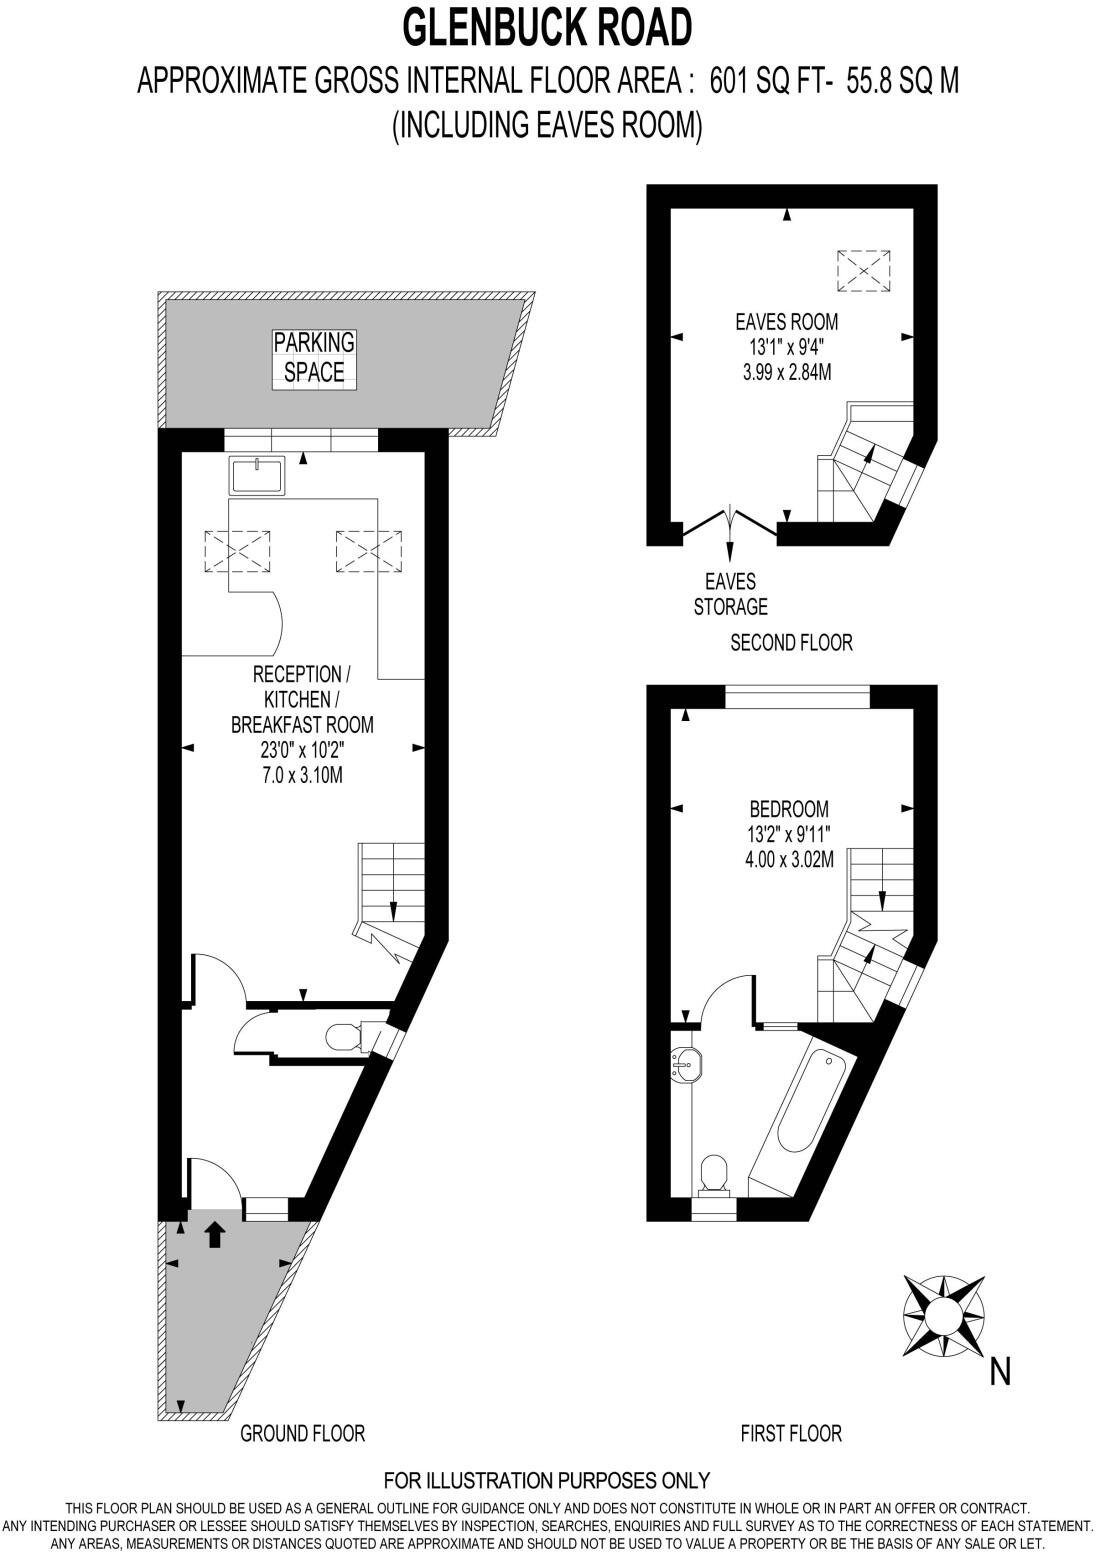 GLENBUCK ROAD
APPROXIMATE GROSS INTERNAL FLOOR AREA : 601 SQ FT- 55.8 SQ M
(INCLUDING EAVES ROOM)
PARKING
SPACE
RECEPTION /
KITCHEN /
BREAKFAST ROOM
23'0" x 10'2"
7.0 x 3.10M
GROUND FLOOR
EAVES ROOM
13'1" x 9'4"
3.99 x 2.84M
EAVES
STORAGE
SECOND FLOOR
BEDROOM
13'2" x 9'11"
4.00 x 3.02M
N
FIRST FLOOR
FOR ILLUSTRATION PURPOSES ONLY
THIS FLOOR PLAN SHOULD BE USED AS A GENERAL OUTLINE FOR GUIDANCE ONLY AND DOES NOT CONSTITUTE IN WHOLE OR IN PART AN OFFER OR CONTRACT.
ANY INTENDING PURCHASER OR LESSEE SHOULD SATISFY THEMSELVES BY INSPECTION, SEARCHES, ENQUIRIES AND FULL SURVEY AS TO THE CORRECTNESS OF EACH STATEMENT.
ANY AREAS, MEASUREMENTS OR DISTANCES QUOTED ARE APPROXIMATE AND SHOULD NOT BE USED TO VALUE A PROPERTY OR BE THE BASIS OF ANY SALE OR LET.